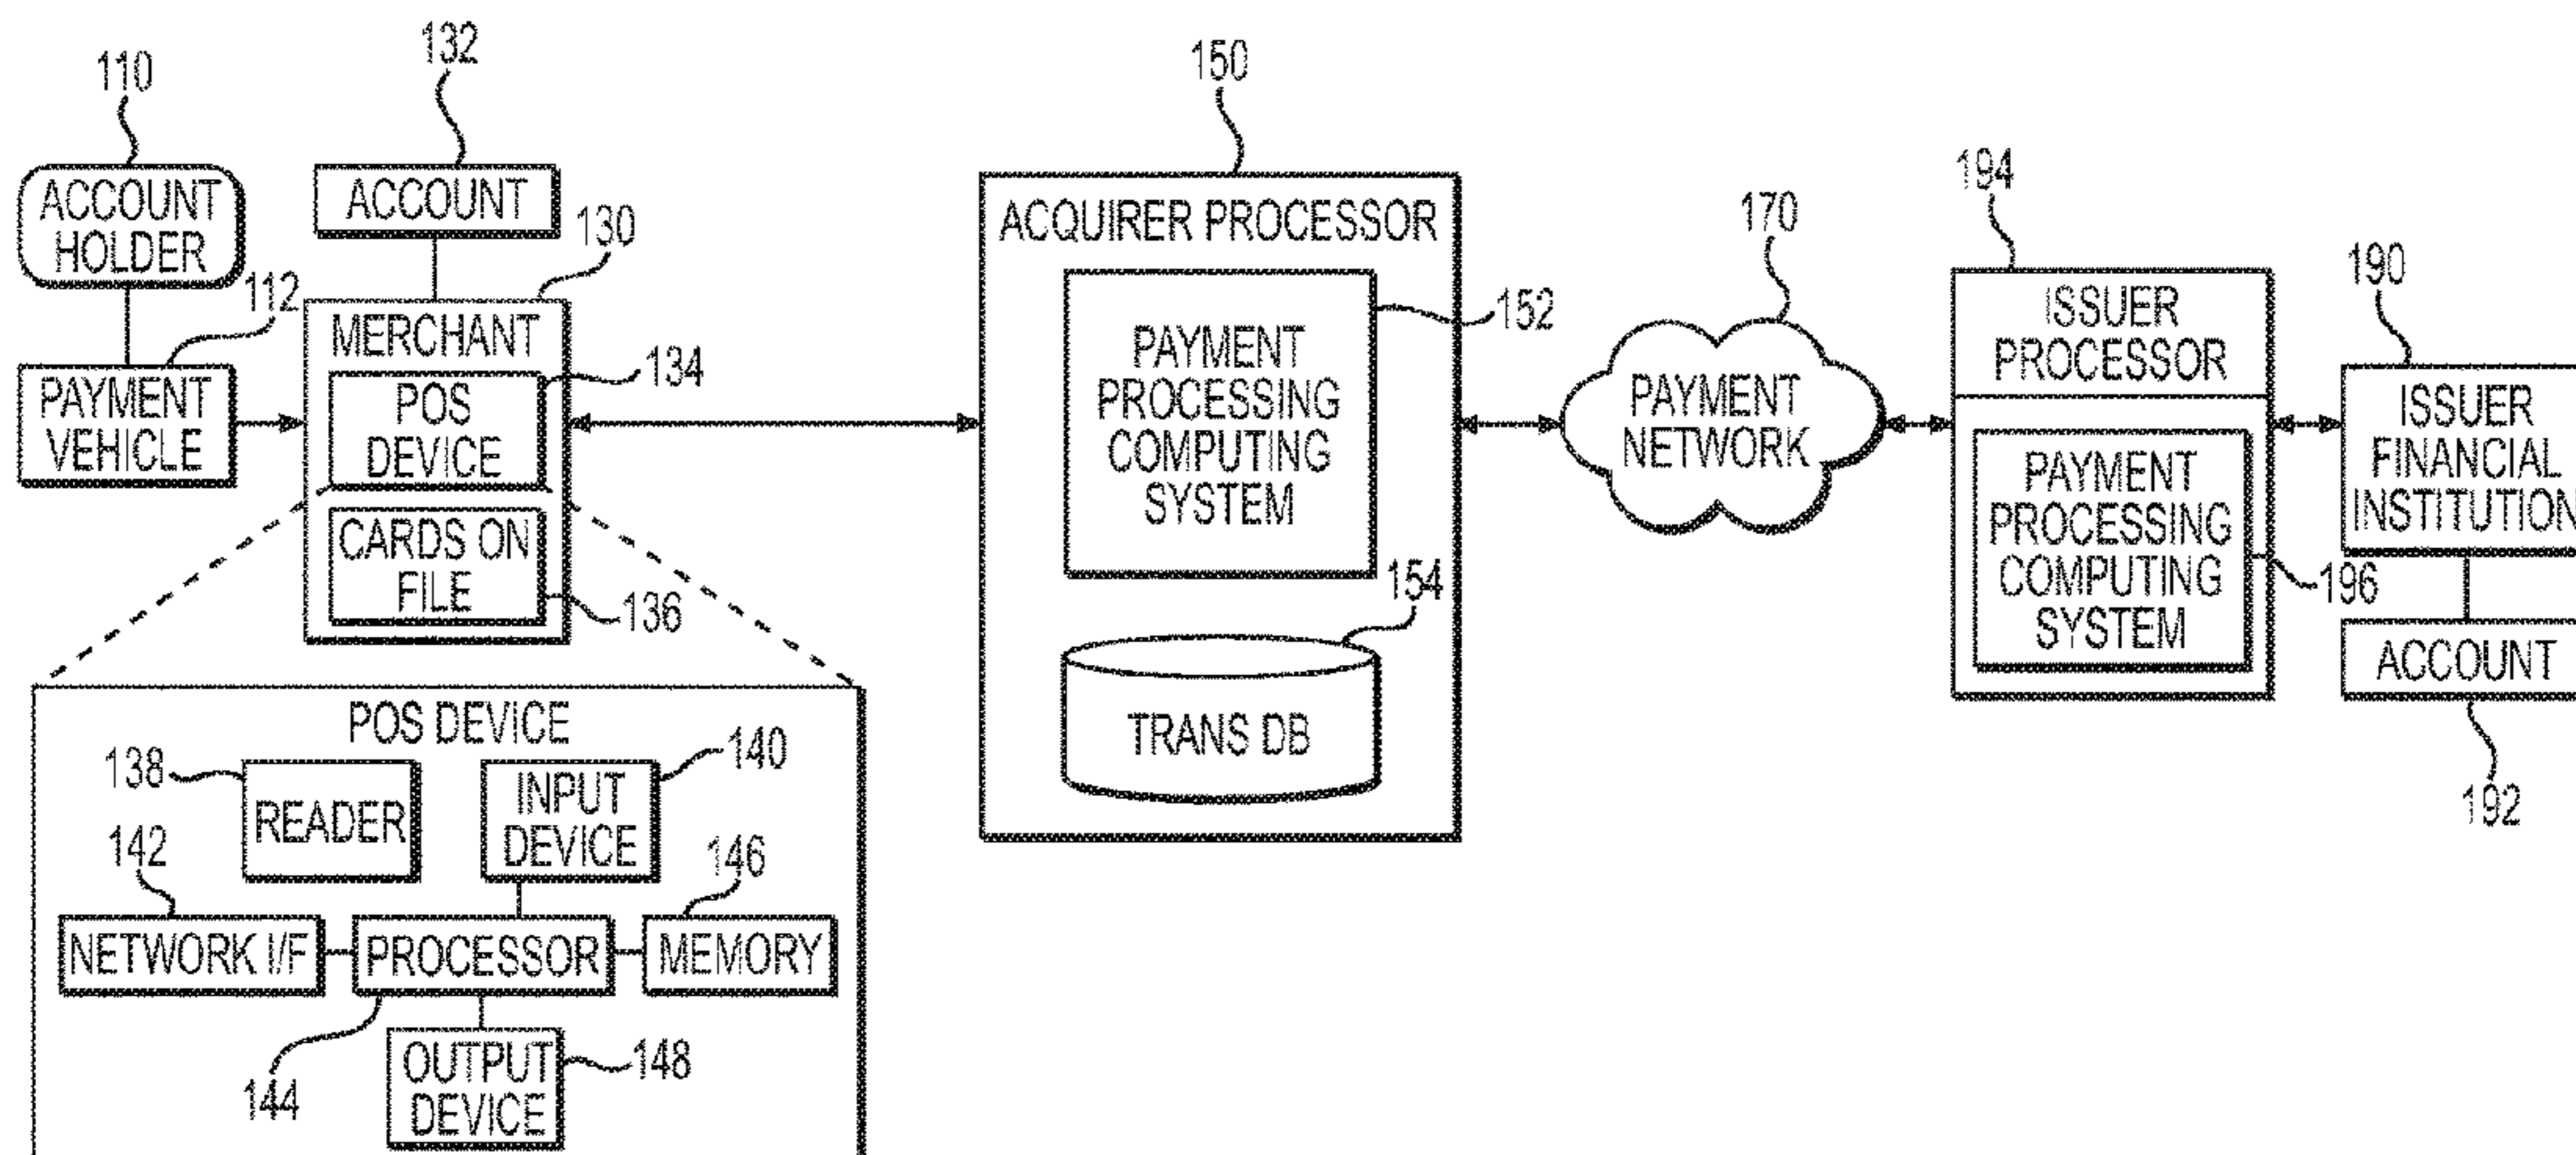 110
132
150
194
170
190
ACCOUNT
HOLDER
112
ACCOUNT
130
PAYMENT
VEHICLE
MERCHANT
134
POS
DEVICE
CARDS ON
FILE
136
ACQUIRER PROCESSOR
PAYMENT
PROCESSING
COMPUTING
SYSTEM
152
154
TRANS DB
PAYMENT
NETWORK
ISSUER
PROCESSOR
PAYMENT
PROCESSING
COMPUTING
SYSTEM
196
ISSUER
FINANCIAL
INSTITUTION
ACCOUNT
192
POS DEVICE
138
READER
140
INPUT
DEVICE
142
NETWORK I/F
PROCESSOR
146
MEMORY
144
OUTPUT
DEVICE
148